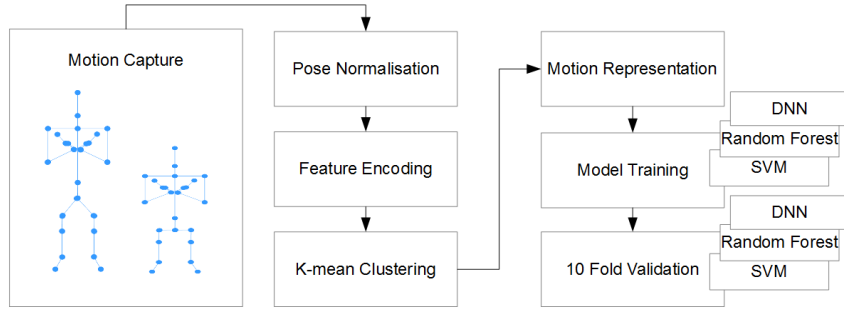 Motion Capture
Pose Normalisation
Feature Encoding
K-mean Clustering
Motion Representation
Model Training
DNN
Random Forest
SVM
10 Fold Validation
DNN
Random Forest
SVM